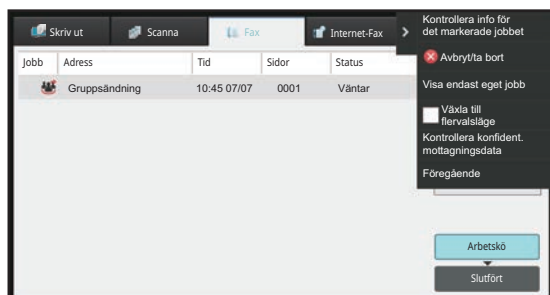 Skriv ut
Scanna
Fax
Internet-Fax
Jobb
Adress
Tid
Sidor
Status
Gruppsändning
10:45 07/07
0001
Väntar
Kontrollera info för
det markerade jobbet
Avbryt/ta bort
Visa endast eget jobb
Växla till
flervalsläge
Kontrollera konfident.
mottagningsdata
Föregående
Arbetskö
Slutfört